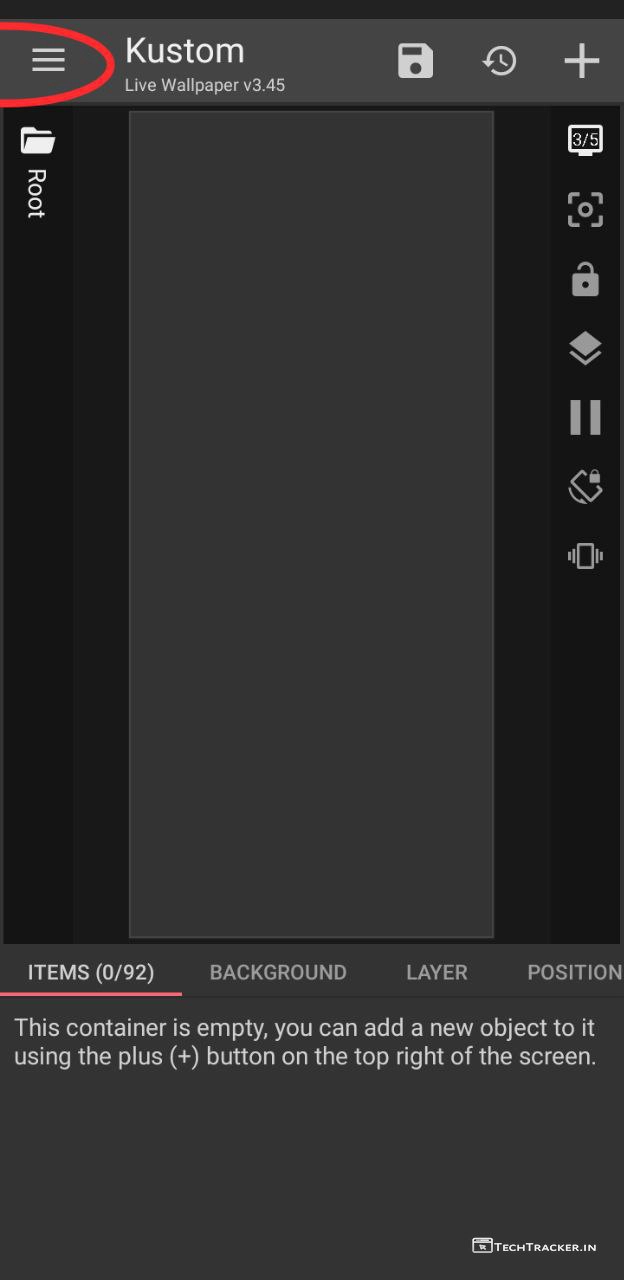 Kustom
Live Wallpaper v3.45
Root
3/5
ITEMS (0/92) BACKGROUND LAYER POSITION
This container is empty, you can add a new object to it
using the plus (+) button on the top right of the screen.
TECHTRACKER.IN